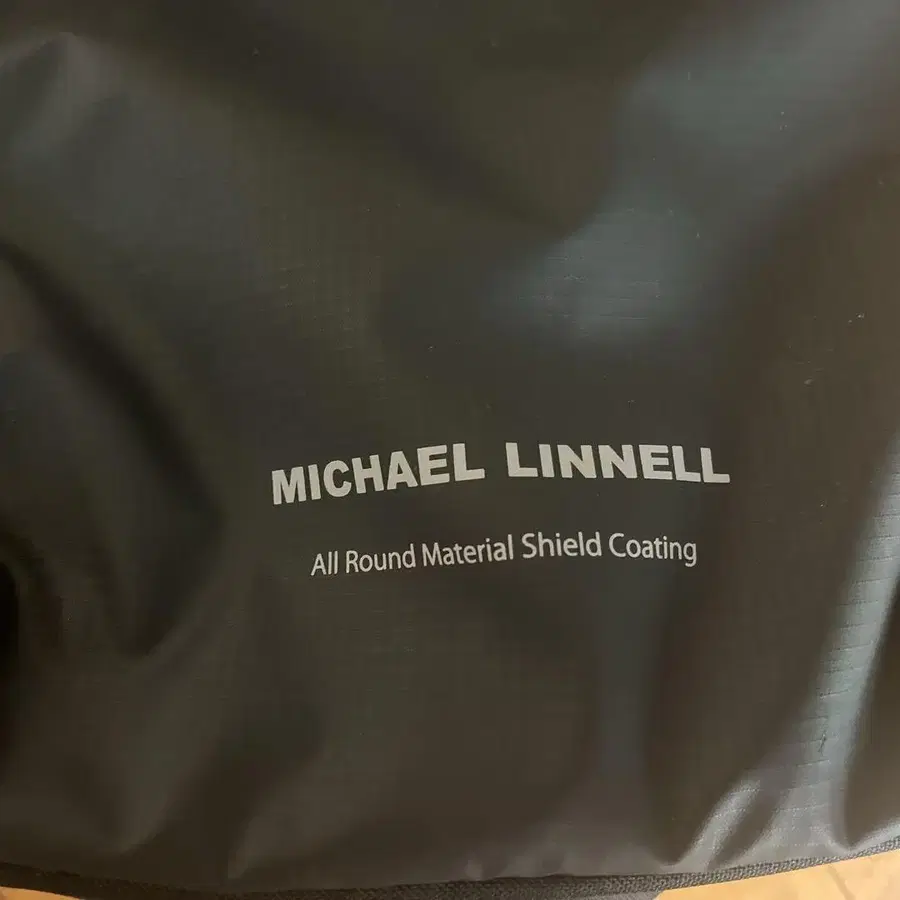 MICHAEL LINNELL
All Round Material Shield Coating